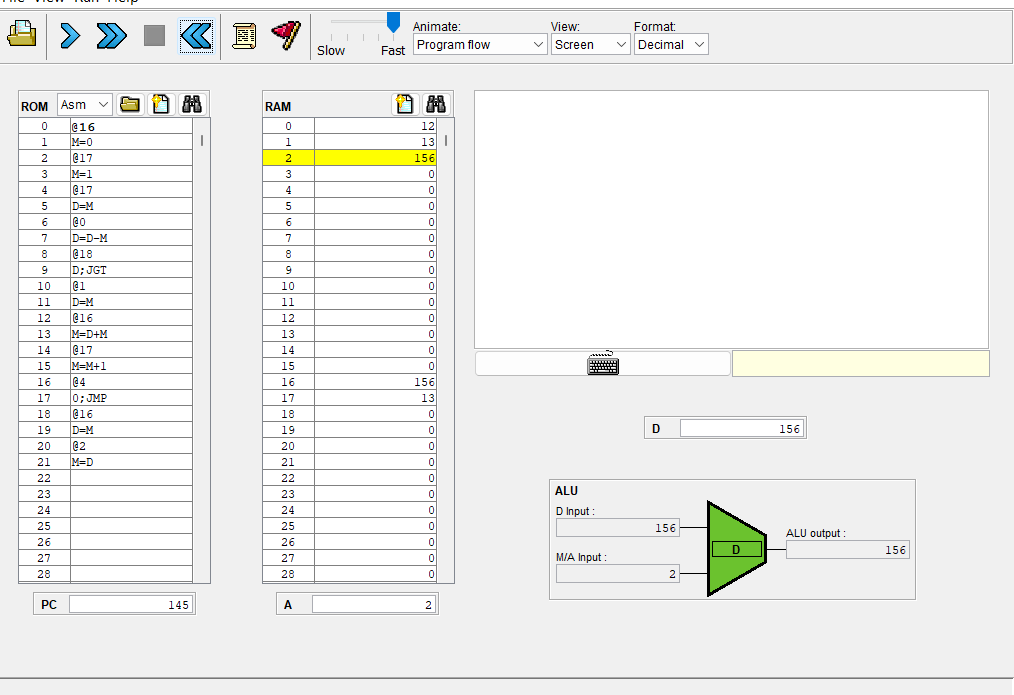 File View Run Help
Animate:
View:
Format:
Program flow
Screen
Decimal
Slow
Fast
ROM
Asm
0 @16
1 M=0
2 @17
3 M=1
4 @17
5 D=M
6 @0
7 D=D-M
8 @18
9 D;JGT
10 @1
11 D=M
12 @16
13 M=D+M
14 @17
15 M=M+1
16 @4
17 0;JMP
18 @16
19 D=M
20 @2
21 M=D
22
23
24
25
26
27
28
PC 145
RAM
0 12
1 13
2 156
3 0
4 0
5 0
6 0
7 0
8 0
9 0
10 0
11 0
12 0
13 0
14 0
15 0
16 156
17 13
18 0
19 0
20 0
21 0
22 0
23 0
24 0
25 0
26 0
27 0
28 0
A 2
D 156
ALU
D Input :
156
M/A Input :
2
D
ALU output :
156